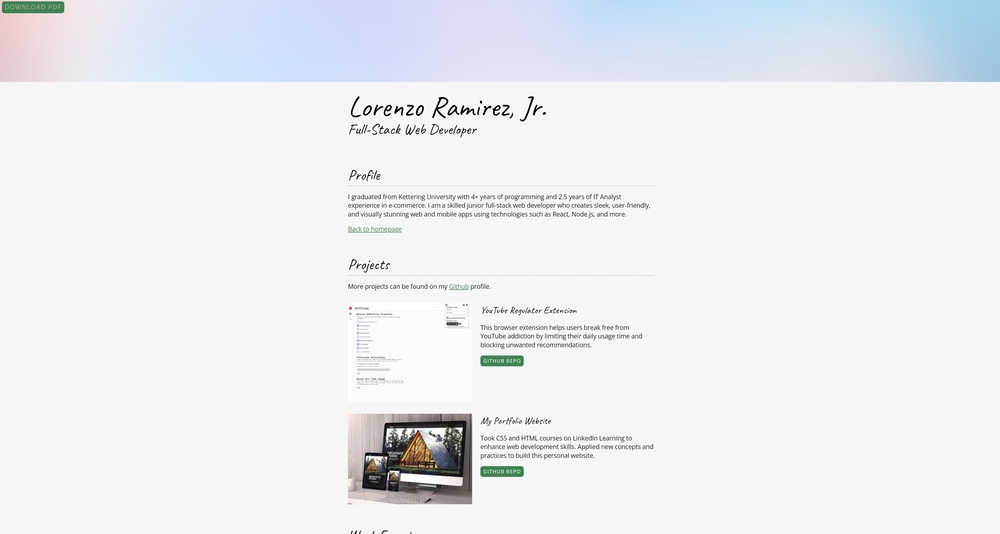 DOWNLOAD PDF
Lorenzo Ramirez, Jr.
Full-Stack Web Developer
Profile
I graduated from Kettering University with 4+ years of programming and 2.5 years of IT Analyst
experience in e-commerce. I am a skilled junior full-stack web developer who creates sleek, user-friendly,
and visually stunning web and mobile apps using technologies such as React, Node.js, and more.
Back to homepage
Projects
More projects can be found on my Github profile.
Settings
YouTube Regulator Extension
This browser extension helps users break free from
YouTube addiction by limiting their daily usage time and
blocking unwanted recommendations.
GITHUB REPO
My Portfolio Website
Took CSS and HTML courses on LinkedIn Learning to
enhance web development skills. Applied new concepts and
practices to build this personal website.
GITHUB REPO